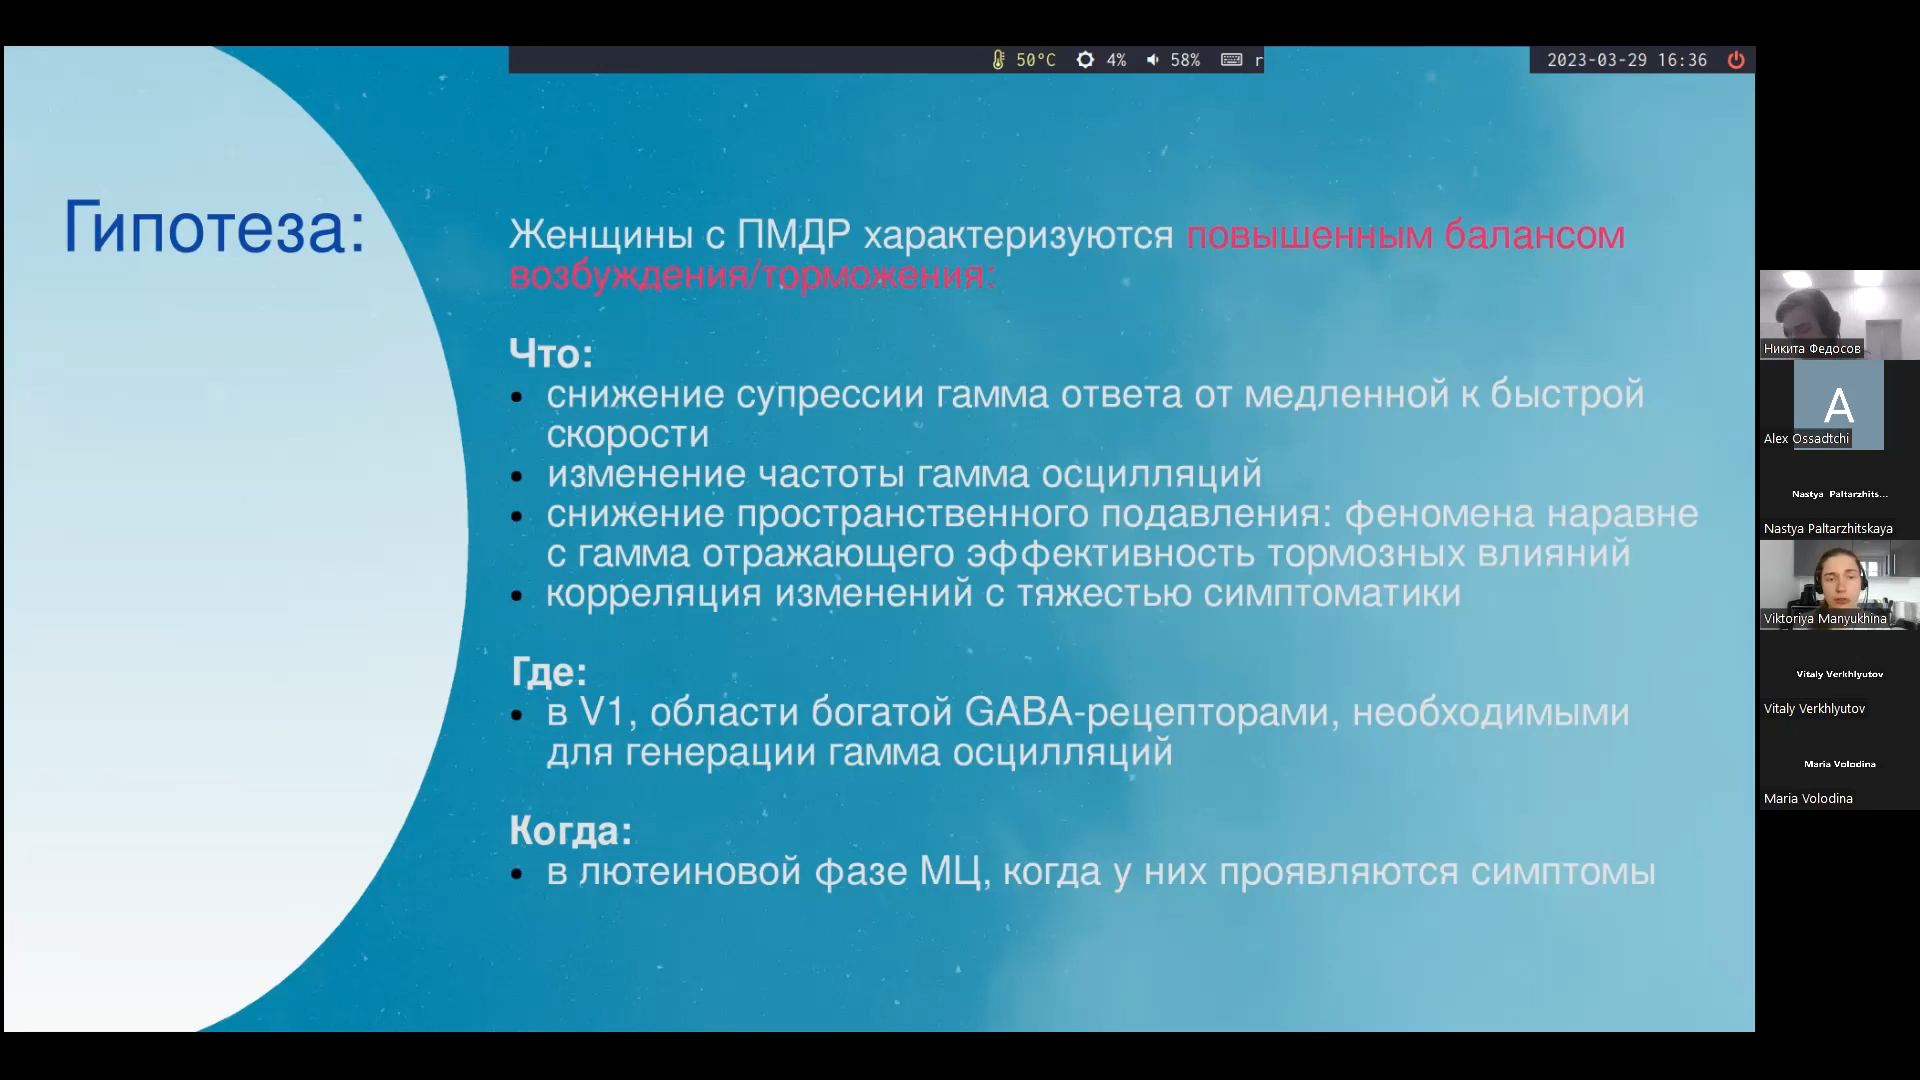 50°C 4% 58% r
2023-03-29 16:36
Гипотеза:
Женщины с ПМДР характеризуются повышенным балансом
возбуждения/торможения:
Что:
• снижение супрессии гамма ответа от медленной к быстрой
скорости
• изменение частоты гамма осцилляций
• снижение пространственного подавления: феномена наравне
с гамма отражающего эффективность тормозных влияний
• корреляция изменений с тяжестью симптоматики
Где:
• в V1, области богатой GABA-рецепторами, необходимыми
для генерации гамма осцилляций
Когда:
• в лютеиновой фазе МЦ, когда у них проявляются симптомы
Никита Федосов
A
Alex Ossadtchi
Nastya Paltarzhits...
Nastya Paltarzhitskaya
Viktoriya Manyukhina
Vitaly Verkhlyutov
Vitaly Verkhlyutov
Maria Volodina
Maria Volodina